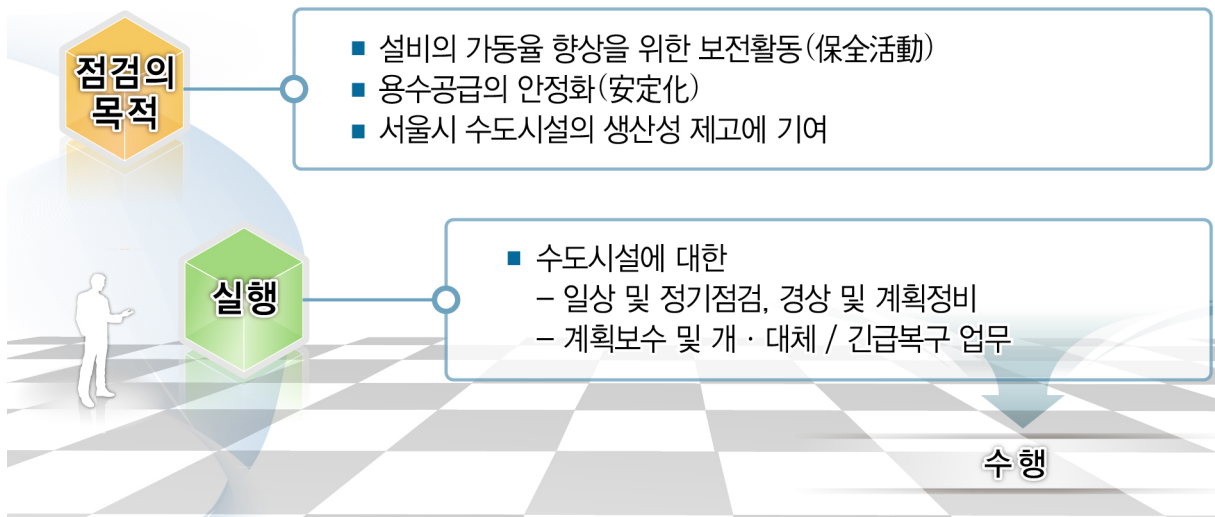 점검의
목적
■ 설비의 가동율 향상을 위한 보전활동(保全活動)
■ 용수공급의 안정화(安定化)
■ 서울시 수도시설의 생산성 제고에 기여
실행
■ 수도시설에 대한
– 일상 및 정기점검, 경상 및 계획정비
– 계획보수 및 개 · 대체 / 긴급복구 업무
수행